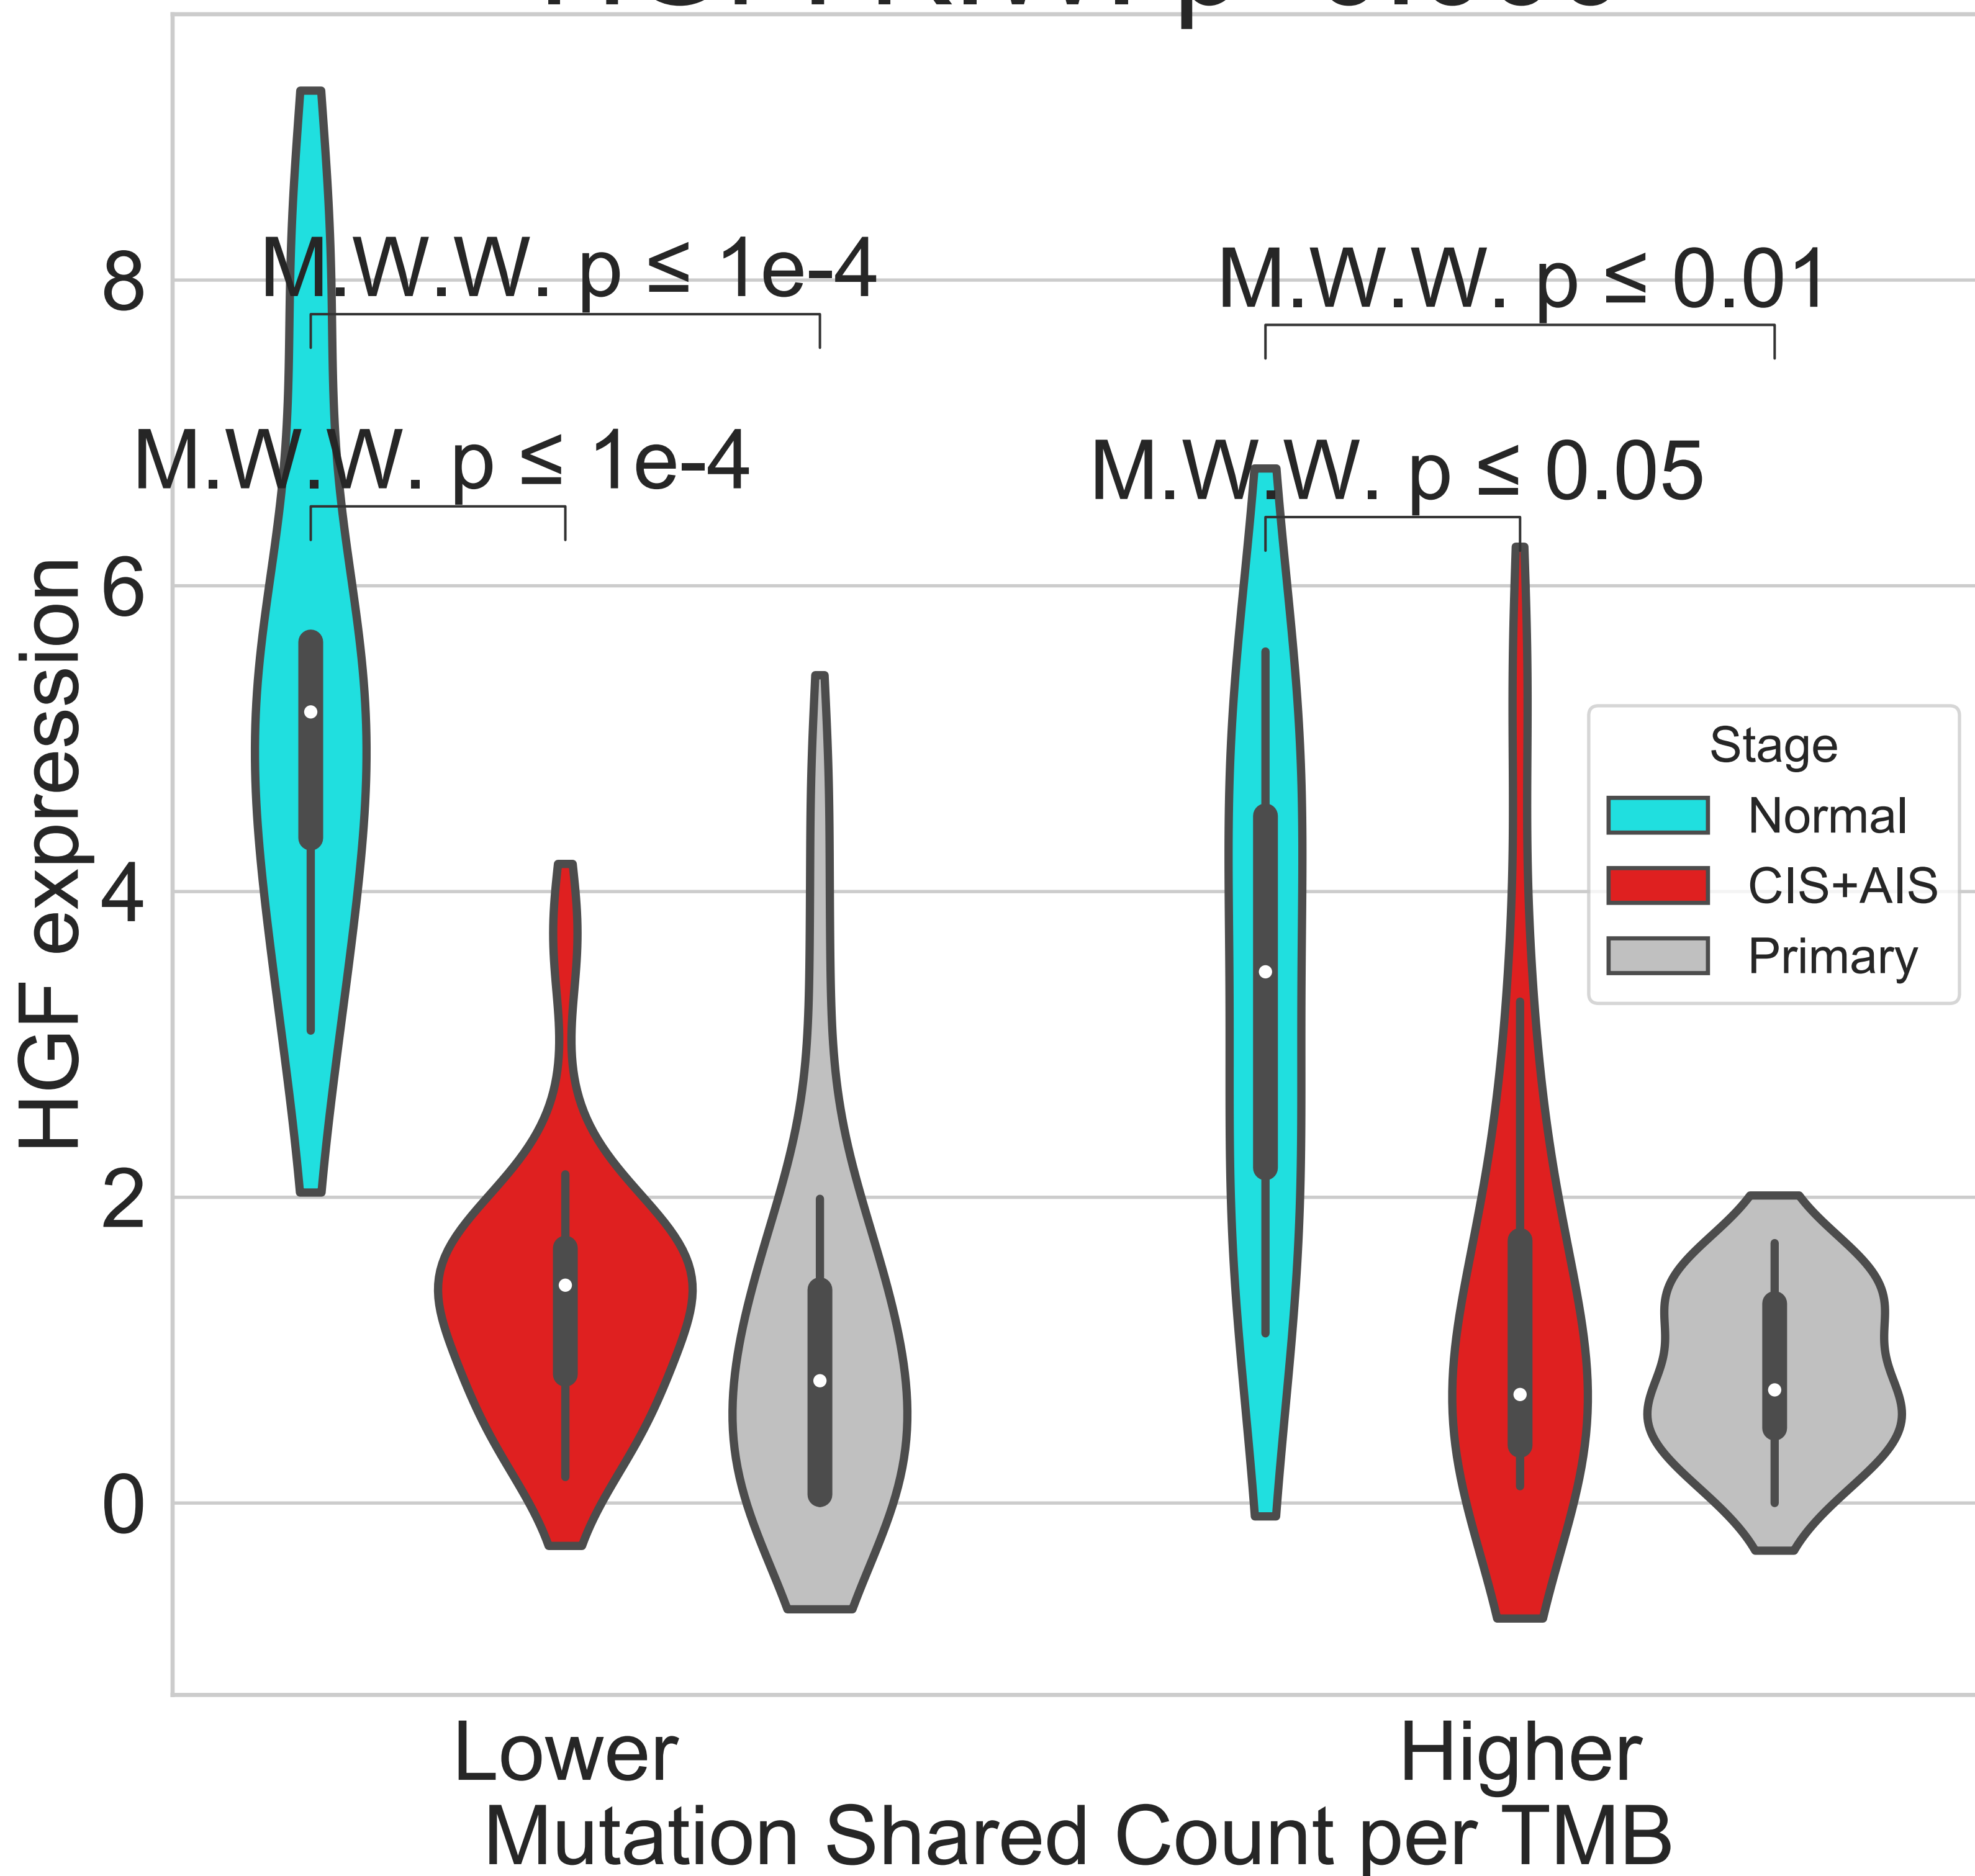 8
6
4
2
0
HGF expression
M.W.W. p ≤ 1e-4
M.W.W. p ≤ 0.01
M.W.W. p ≤ 1e-4
M.W.W. p ≤ 0.05
Stage
Normal
CIS+AIS
Primary
Lower
Higher
Mutation Shared Count per TMB